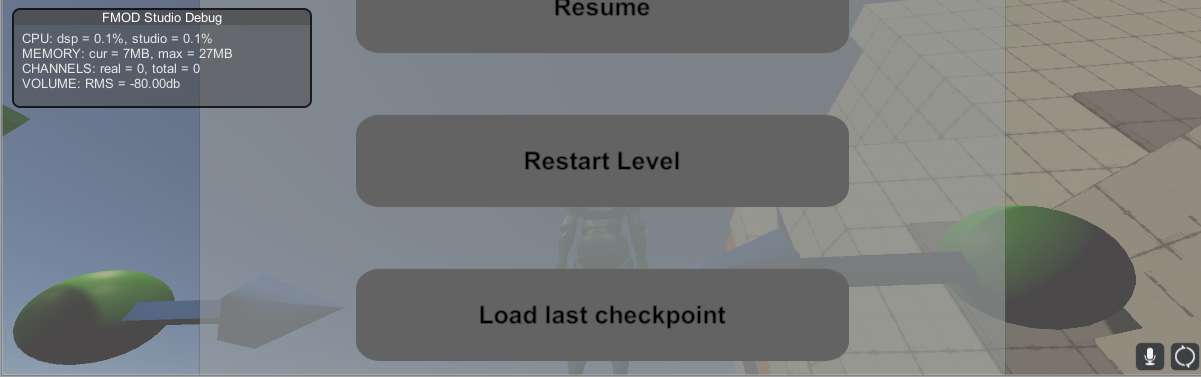 FMOD Studio Debug
CPU: dsp = 0.1%, studio = 0.1%
MEMORY: cur = 7MB, max = 27MB
CHANNELS: real = 0, total = 0
VOLUME: RMS = -80.00db
Resume
Restart Level
Load last checkpoint